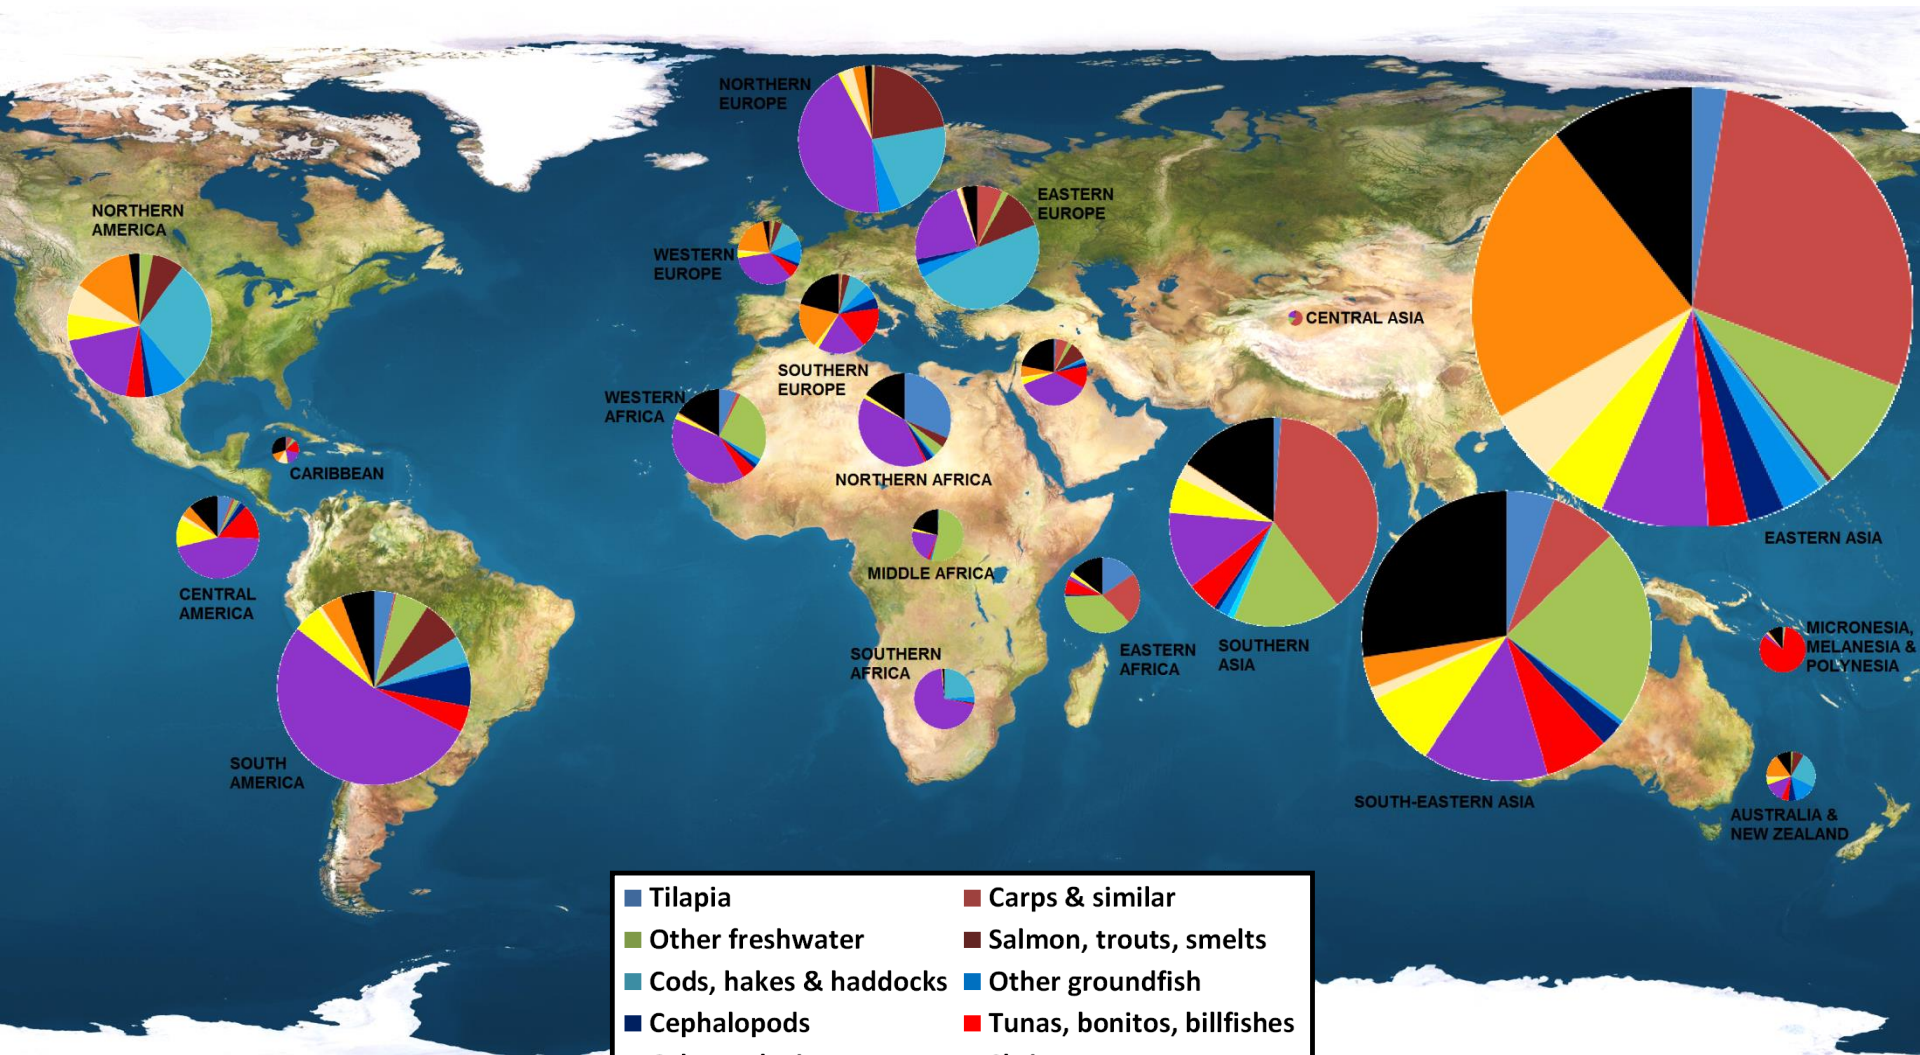 NORTHERN
EUROPE
NORTHERN
AMERICA
EASTERN
EUROPE
WESTERN
EUROPE
CENTRAL ASIA
SOUTHERN
EUROPE
WESTERN
AFRICA
CARIBBEAN
NORTHERN AFRICA
EASTERN ASIA
MIDDLE AFRICA
CENTRAL
AMERICA
SOUTHERN
AFRICA
EASTERN
AFRICA
SOUTHERN
ASIA
MICRONESIA,
MELANESIA &
POLYNESIA
SOUTH
AMERICA
SOUTH-EASTERN ASIA
AUSTRALIA &
NEW ZEALAND
Tilapia
Carps & similar
Other freshwater
Salmon, trouts, smelts
Cods, hakes & haddocks
Other groundfish
Cephalopods
Tunas, bonitos, billfishes